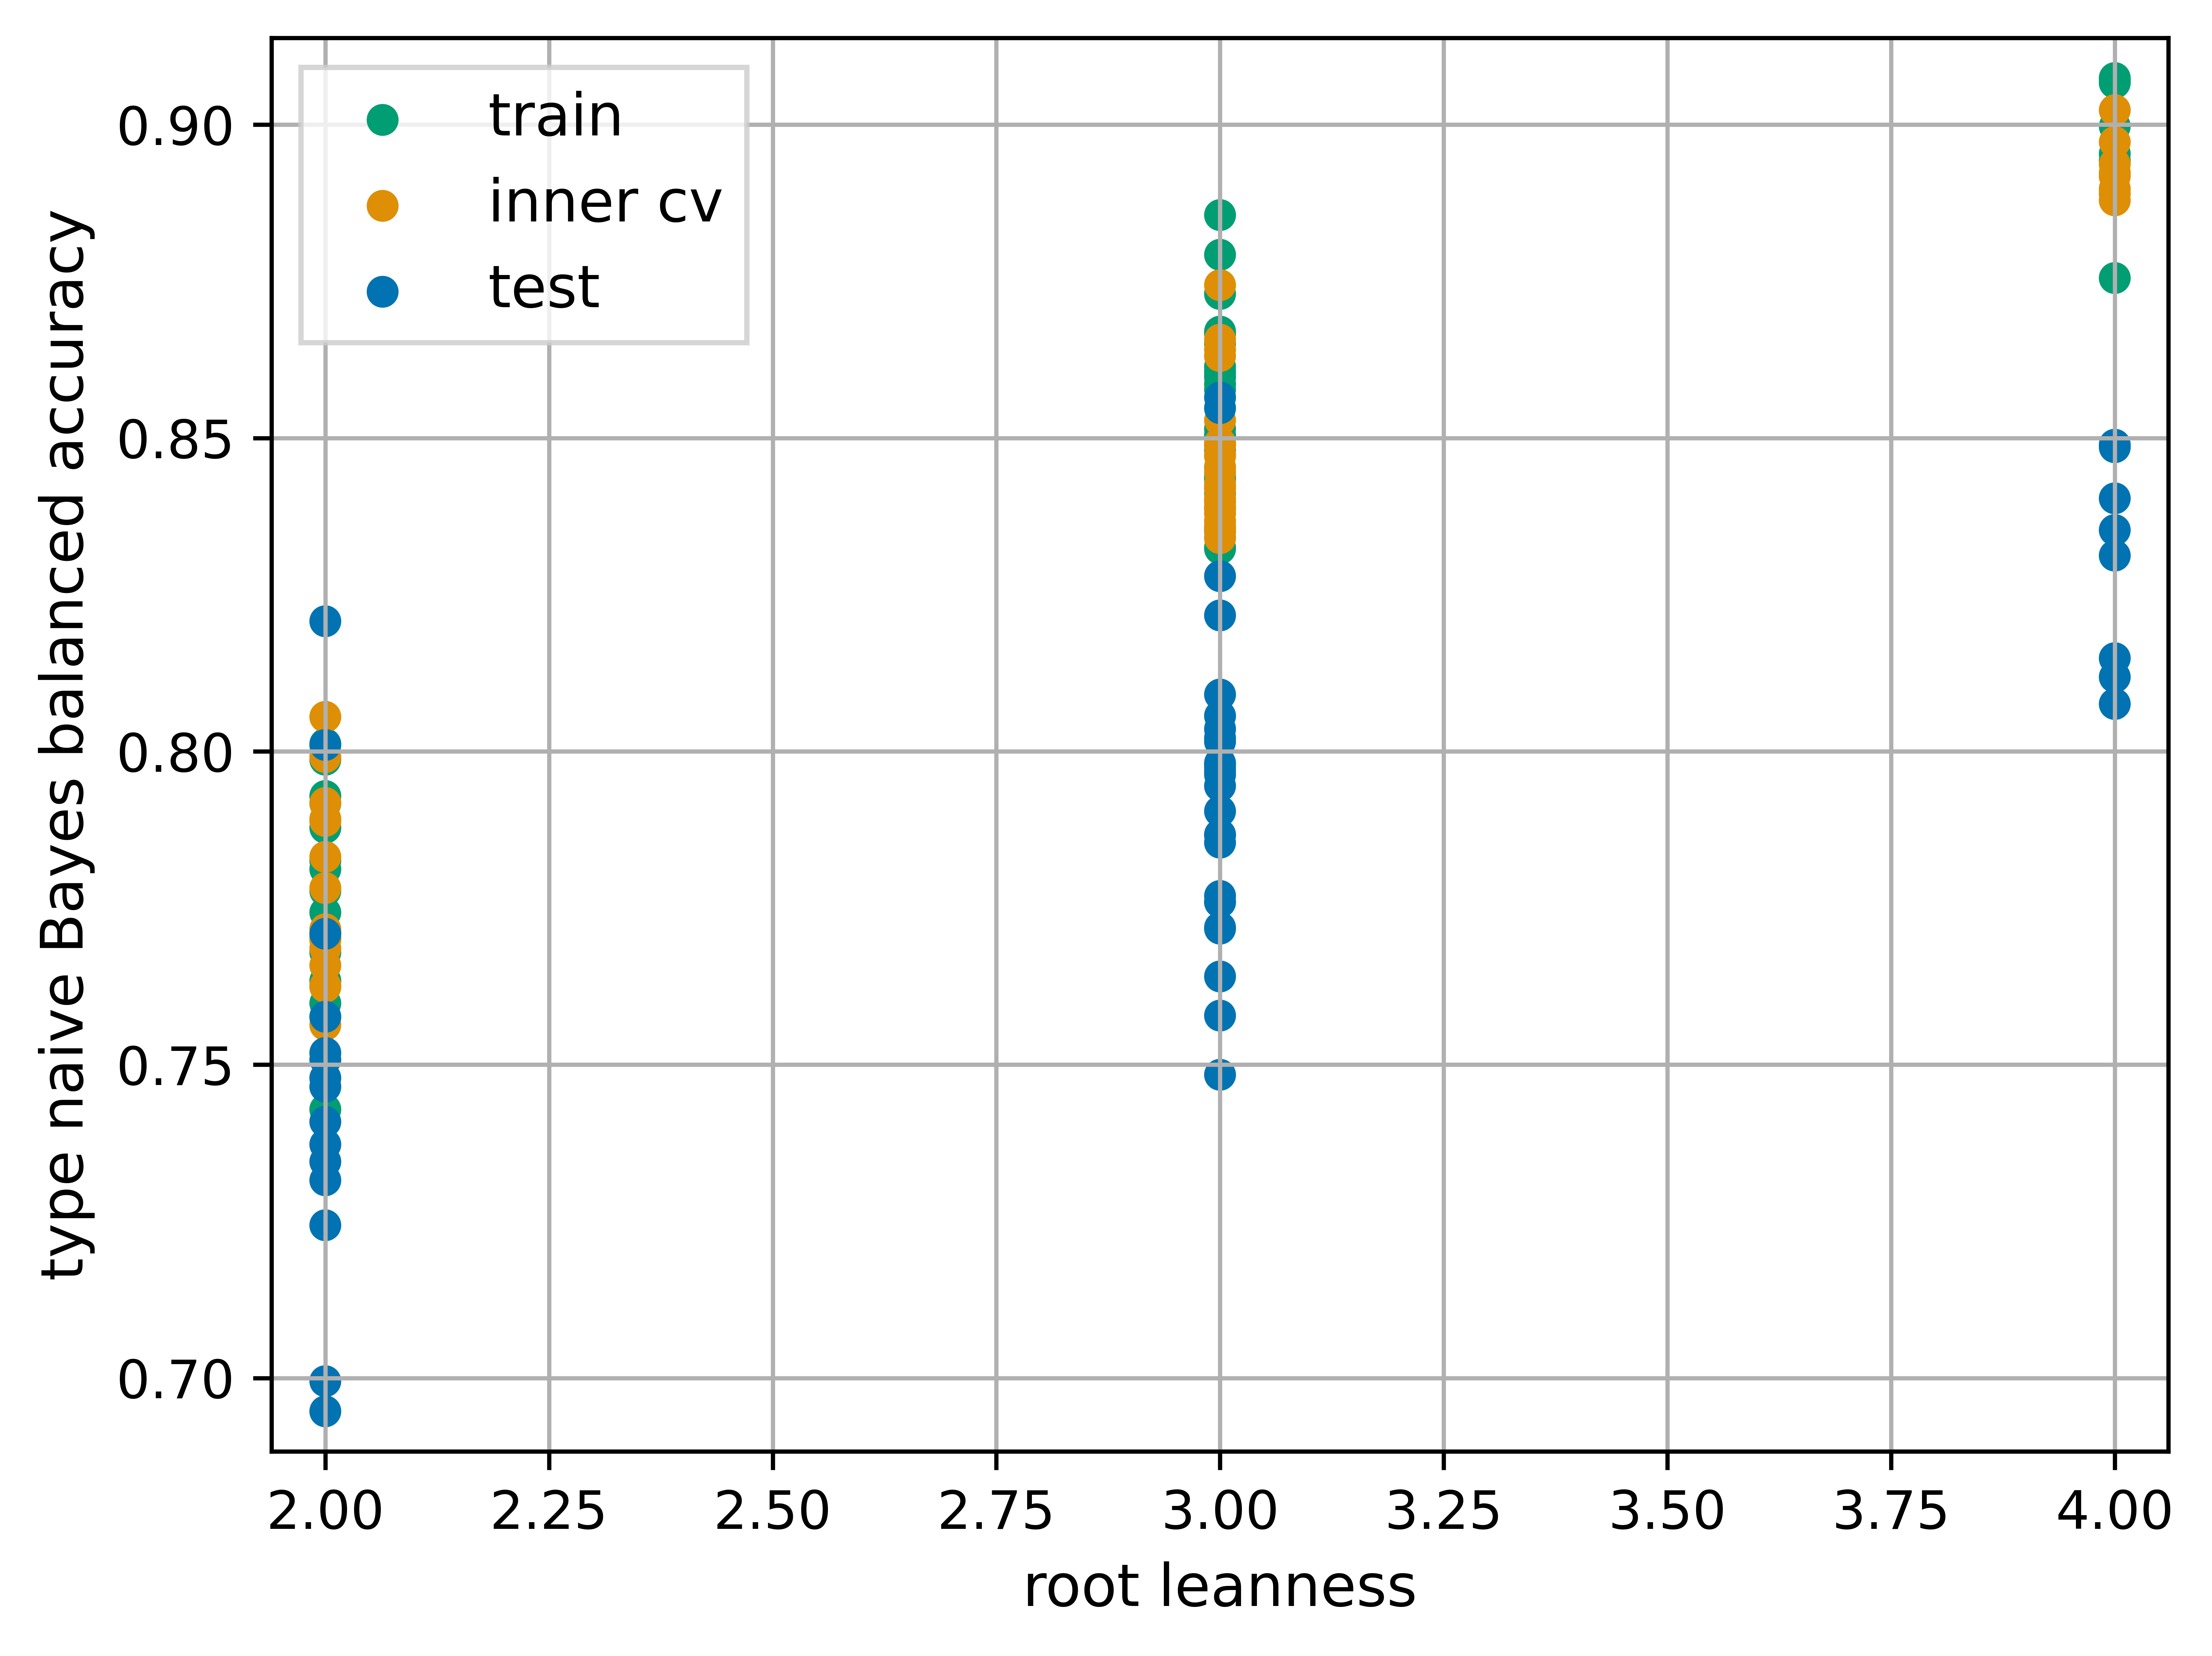 train
inner cv
test
0.90
0.85
0.80
0.75
0.70
type naive Bayes balanced accuracy
2.00 2.25 2.50 2.75 3.00 3.25 3.50 3.75 4.00
root leanness